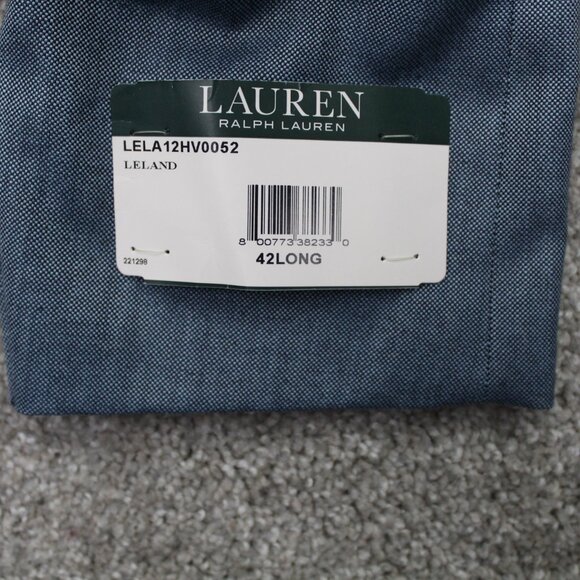 LAUREN
RALPH LAUREN
LELA12HV0052
LELAND
8 00773 38233 0
221298
42LONG